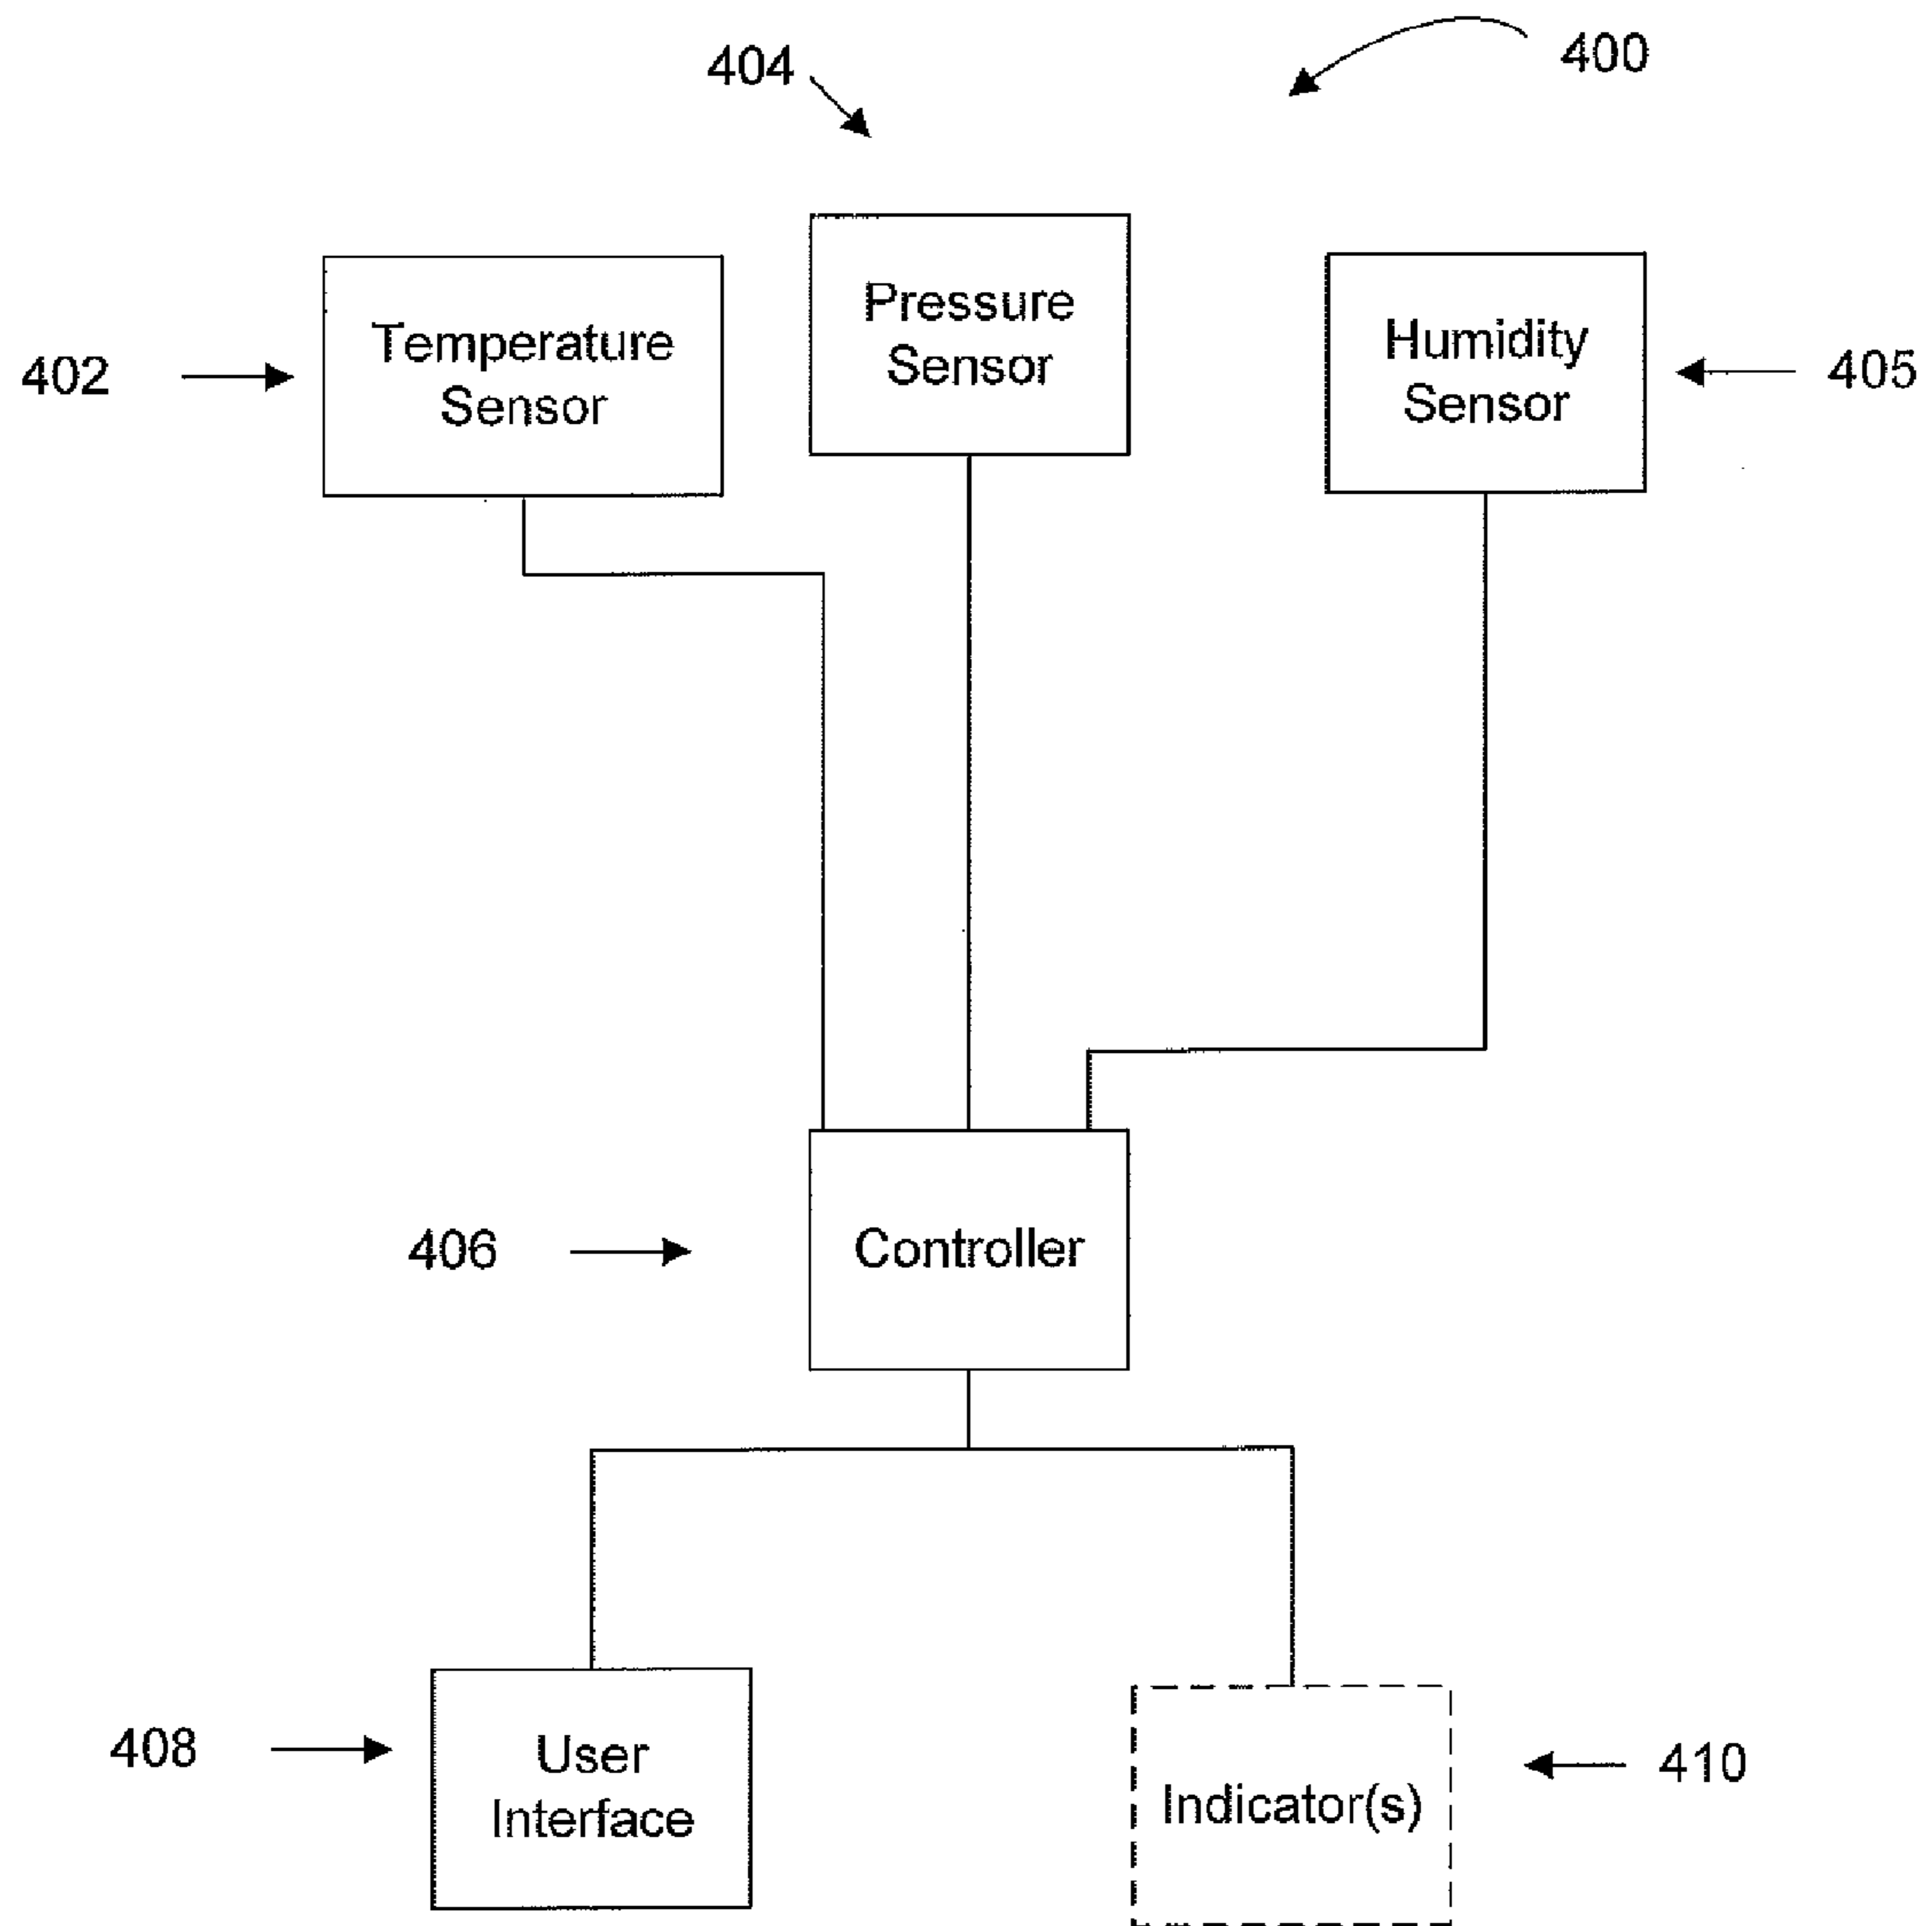 404
400
Pressure
Sensor
Temperature
Sensor
Humidity
Sensor
402
405
406
Controller
408
User
Interface
Indicator(s)
410